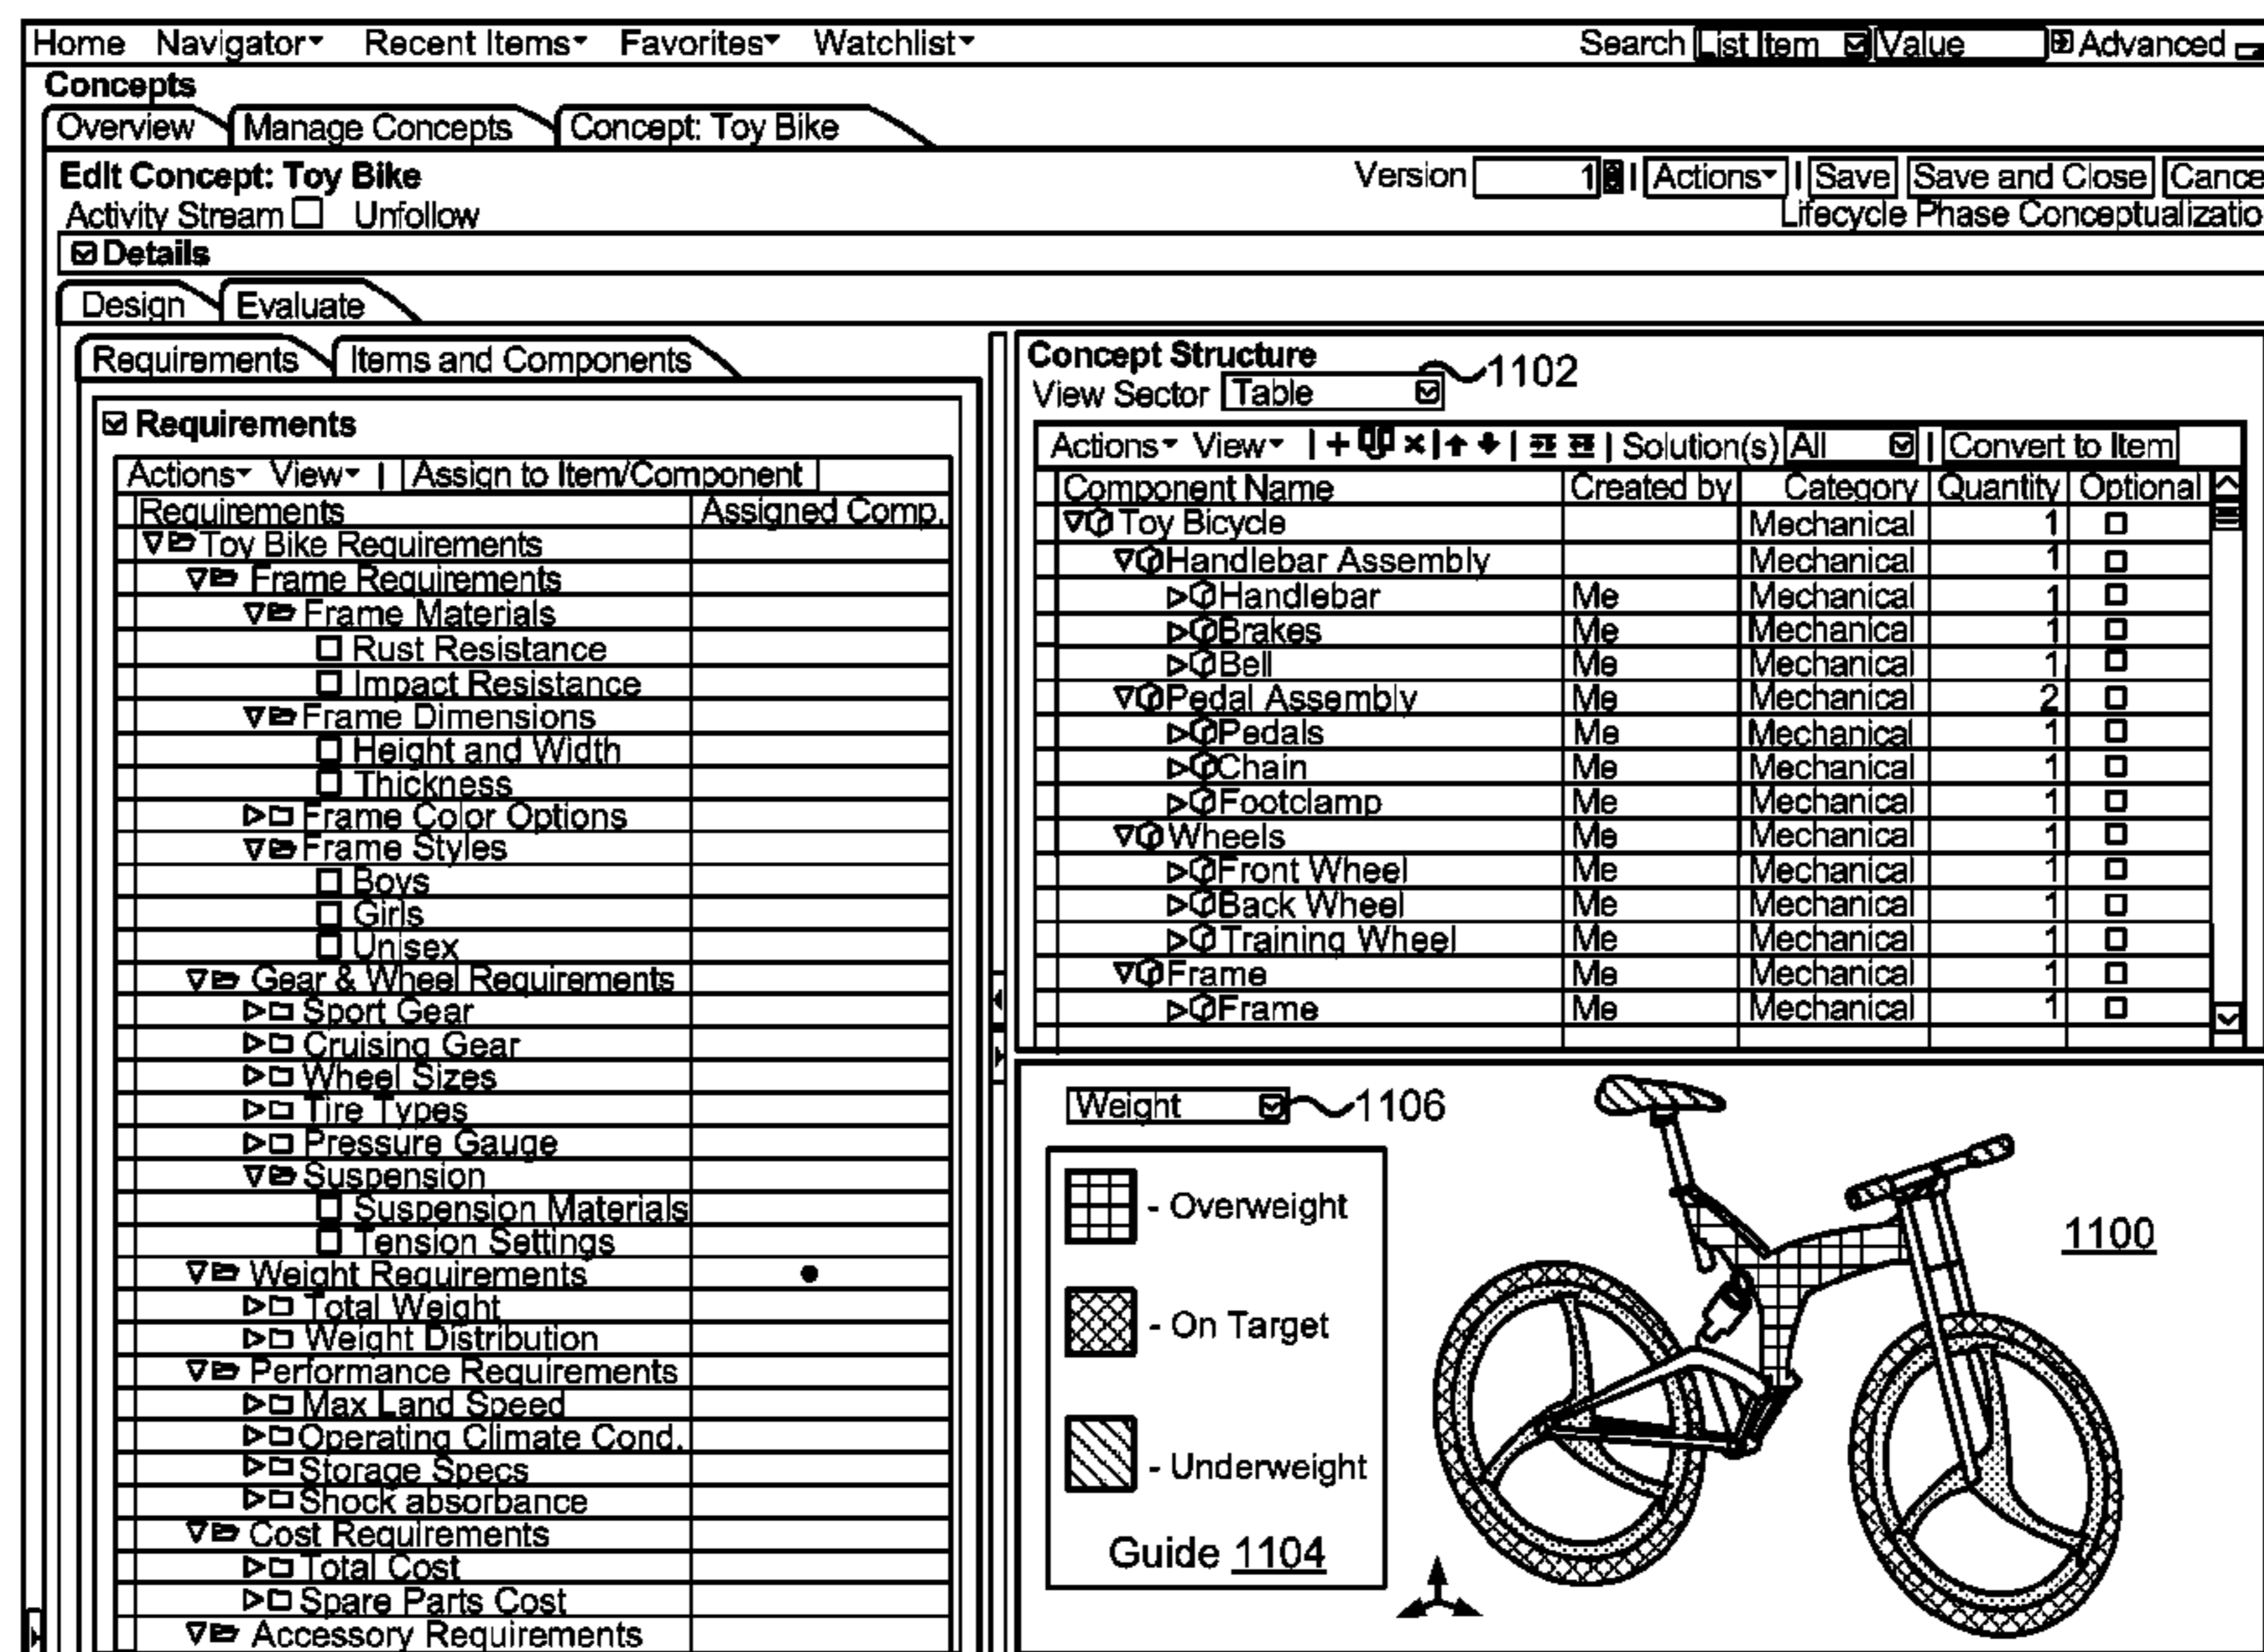 Home Navigator Recent Items Favorites Watchlist Search List Item Value Advanced
Concepts
Overview Manage Concepts Concept: Toy Bike
Edit Concept: Toy Bike Version 1 Actions Save Save and Close Cance
Activity Stream Unfollow Lifecycle Phase Conceptualizatio
Details
Design Evaluate
Requirements Items and Components
Requirements
Actions View Assign to Item/Component
Requirements Assigned Comp.
Toy Bike Requirements
Frame Requirements
Frame Materials
Rust Resistance
Impact Resistance
Frame Dimensions
Height and Width
Thickness
Frame Color Options
Frame Styles
Boys
Girls
Unisex
Gear & Wheel Requirements
Sport Gear
Cruising Gear
Wheel Sizes
Tire Types
Pressure Gauge
Suspension
Suspension Materials
Tension Settings
Weight Requirements
Total Weight
Weight Distribution
Performance Requirements
Max Land Speed
Operating Climate Cond.
Storage Specs
Shock absorbance
Cost Requirements
Total Cost
Spare Parts Cost
Accessory Requirements
Concept Structure
View Sector Table 1102
Actions View Solution(s) All Convert to Item
Component Name Created by Category Quantity Optional
Toy Bicycle Mechanical 1
Handlebar Assembly Mechanical 1
Handlebar Me Mechanical 1
Brakes Me Mechanical 1
Bell Me Mechanical 1
Pedal Assembly Me Mechanical 2
Pedals Me Mechanical 1
Chain Me Mechanical 1
Footclamp Me Mechanical 1
Wheels Me Mechanical 1
Front Wheel Me Mechanical 1
Back Wheel Me Mechanical 1
Training Wheel Me Mechanical 1
Frame Me Mechanical 1
Frame Me Mechanical 1
Weight 1106
- Overweight
- On Target
- Underweight
Guide 1104
1100